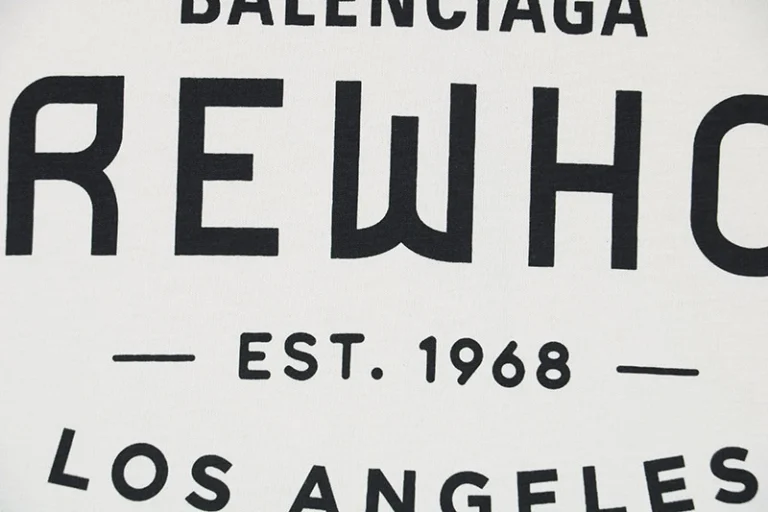 BALENCIAGA
REWHO
— EST. 1968 —
LOS ANGELES